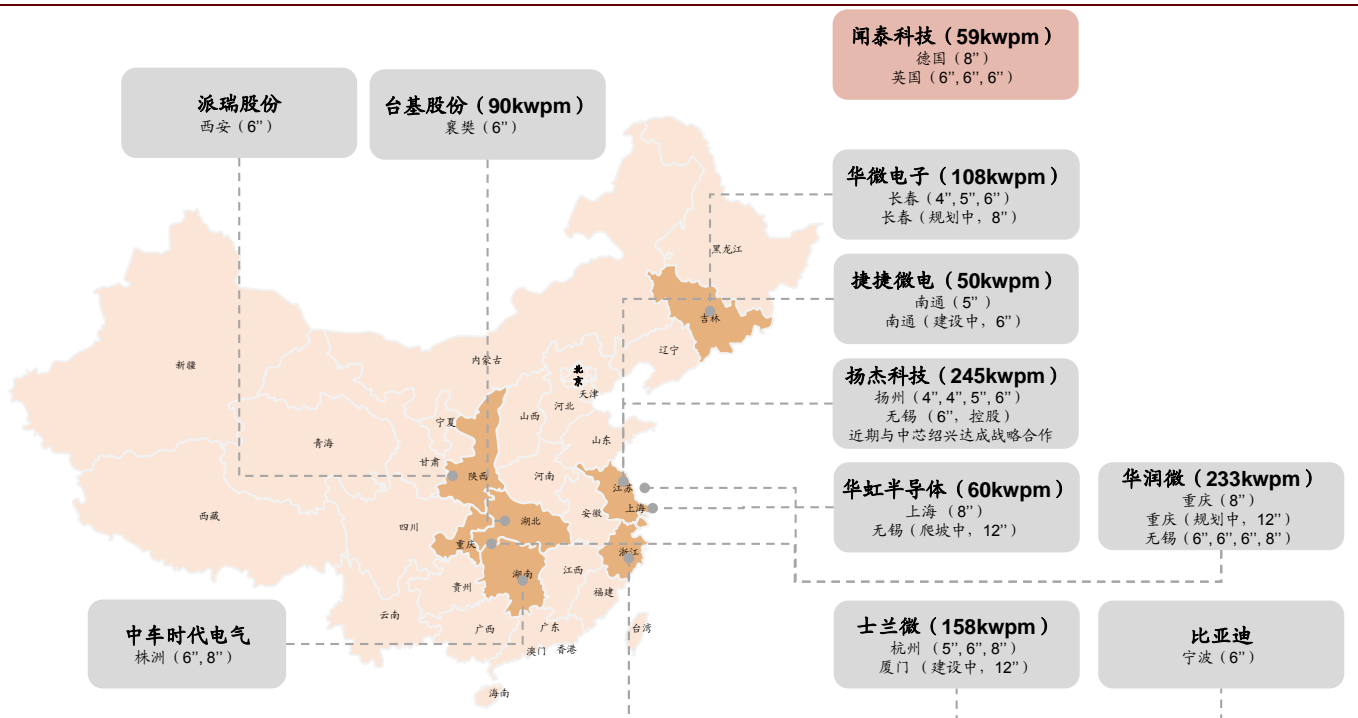 闻泰科技（59kwpm）
德国（8”）
英国（6”, 6”, 6”）
派瑞股份
西安（6”）
台基股份（90kwpm）
襄樊（6”）
华微电子（108kwpm）
长春（4”, 5”, 6”）
长春（规划中，8”）
捷捷微电（50kwpm）
南通（5”）
南通（建设中，6”）
扬杰科技（245kwpm）
扬州（4”, 4”, 5”, 6”）
无锡（6”，控股）
近期与中芯绍兴达成战略合作
华虹半导体（60kwpm）
上海（8”）
无锡（爬坡中，12”）
华润微（233kwpm）
重庆（8”）
重庆（规划中，12”）
无锡（6”, 6”, 6”, 8”）
中车时代电气
株洲（6”, 8”）
士兰微（158kwpm）
杭州（5”, 6”, 8”）
厦门（建设中，12”）
比亚迪
宁波（6”）
黑龙江
吉林
辽宁
内蒙古
新疆
北京
天津
河北
山西
宁夏
山东
青海
甘肃
陕西
河南
江苏
安徽
上海
西藏
四川
湖北
重庆
浙江
湖南
江西
贵州
福建
云南
广西
广东
台湾
澳门
香港
海南